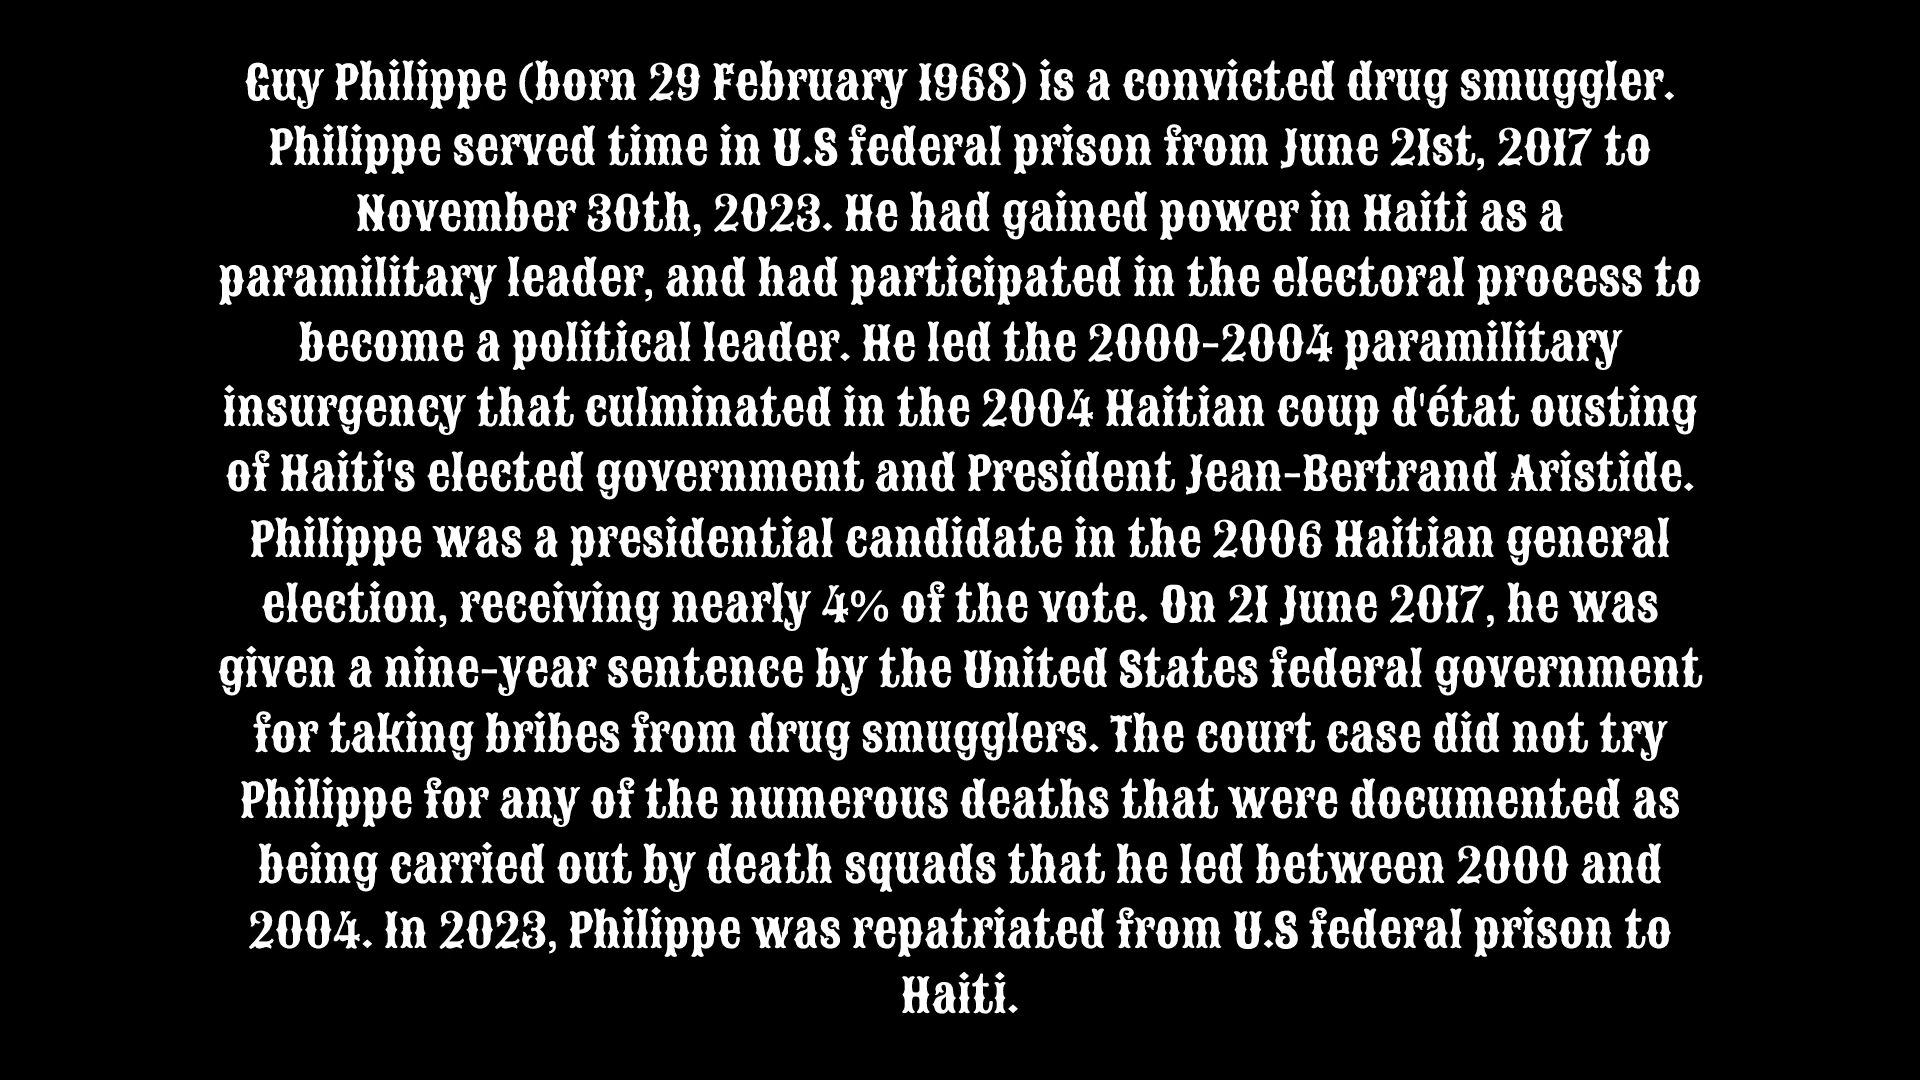 Guy Philippe (born 29 February 1968) is a convicted drug smuggler.
Philippe served time in U.S federal prison from June 21st, 2017 to
November 30th, 2023. He had gained power in Haiti as a
paramilitary leader, and had participated in the electoral process to
become a political leader. He led the 2000-2004 paramilitary
insurgency that culminated in the 2004 Haitian coup d'état ousting
of Haiti's elected government and President Jean-Bertrand Aristide.
Philippe was a presidential candidate in the 2006 Haitian general
election, receiving nearly 4% of the vote. On 21 June 2017, he was
given a nine-year sentence by the United States federal government
for taking bribes from drug smugglers. The court case did not try
Philippe for any of the numerous deaths that were documented as
being carried out by death squads that he led between 2000 and
2004. In 2023, Philippe was repatriated from U.S federal prison to
Haiti.